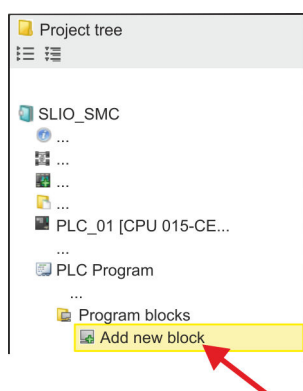 Project tree
SLIO_SMC
...
...
...
...
PLC_01 [CPU 015-CE...
...
PLC Program
...
Program blocks
Add new block